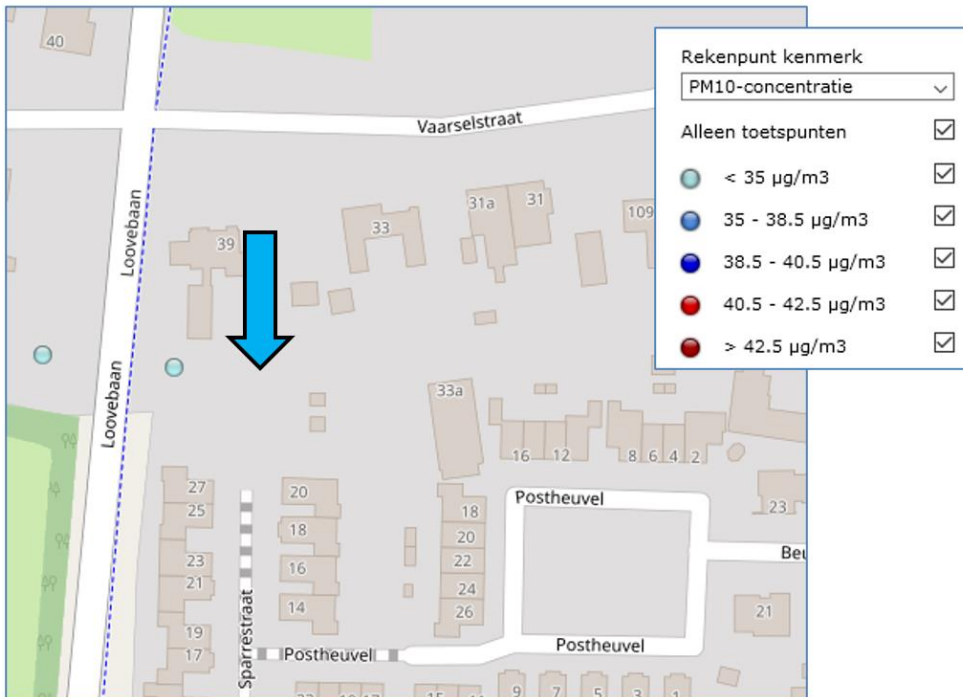 40
Vaarselstraat
Loovebaan
39
33
31a
31
109
Loovebaan
33a
16
12
8
6
4
2
27
25
20
18
23
21
16
14
19
17
Sparrestraat
Postheuvel
18
20
22
24
26
Postheuvel
23
Beu
21
Postheuvel
9
7
5
3
1
Rekenpunt kenmerk
PM10-concentratie
Alleen toetspunten
< 35 µg/m3
35 - 38.5 µg/m3
38.5 - 40.5 µg/m3
40.5 - 42.5 µg/m3
> 42.5 µg/m3